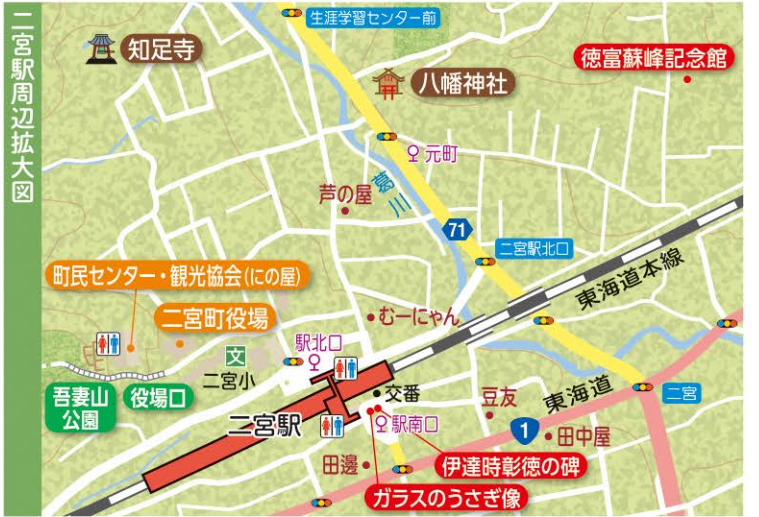 二宮駅周辺拡大図
生涯学習センター前
知足寺
徳富蘇峰記念館
八幡神社
元町
葛川
芦の屋
71
二宮駅北口
東海道本線
町民センター・観光協会(にの屋)
二宮町役場
むーにゃん
駅北口
文
二宮小
吾妻山
公園
役場口
交番
豆友
東海道
二宮
二宮駅
駅南口
1
田中屋
田邊
伊達時彰徳の碑
ガラスのうさぎ像